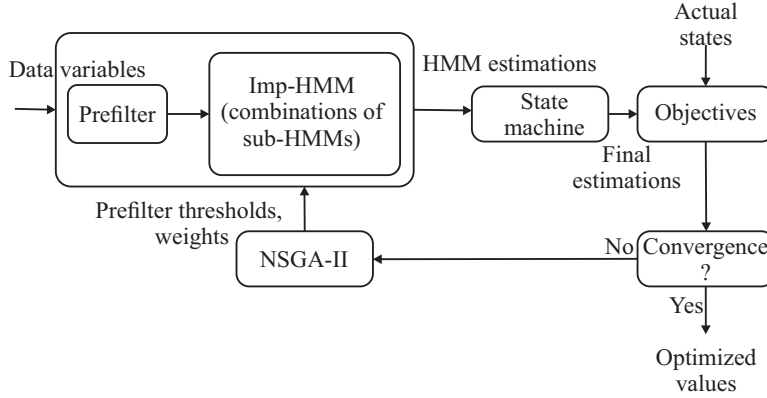 Actual
states
Data variables
Prefilter
Imp-HMM
(combinations of
sub-HMMs)
HMM estimations
State
machine
Objectives
Final
estimations
Prefilter thresholds,
weights
NSGA-II
No
Convergence
?
Yes
Optimized
values